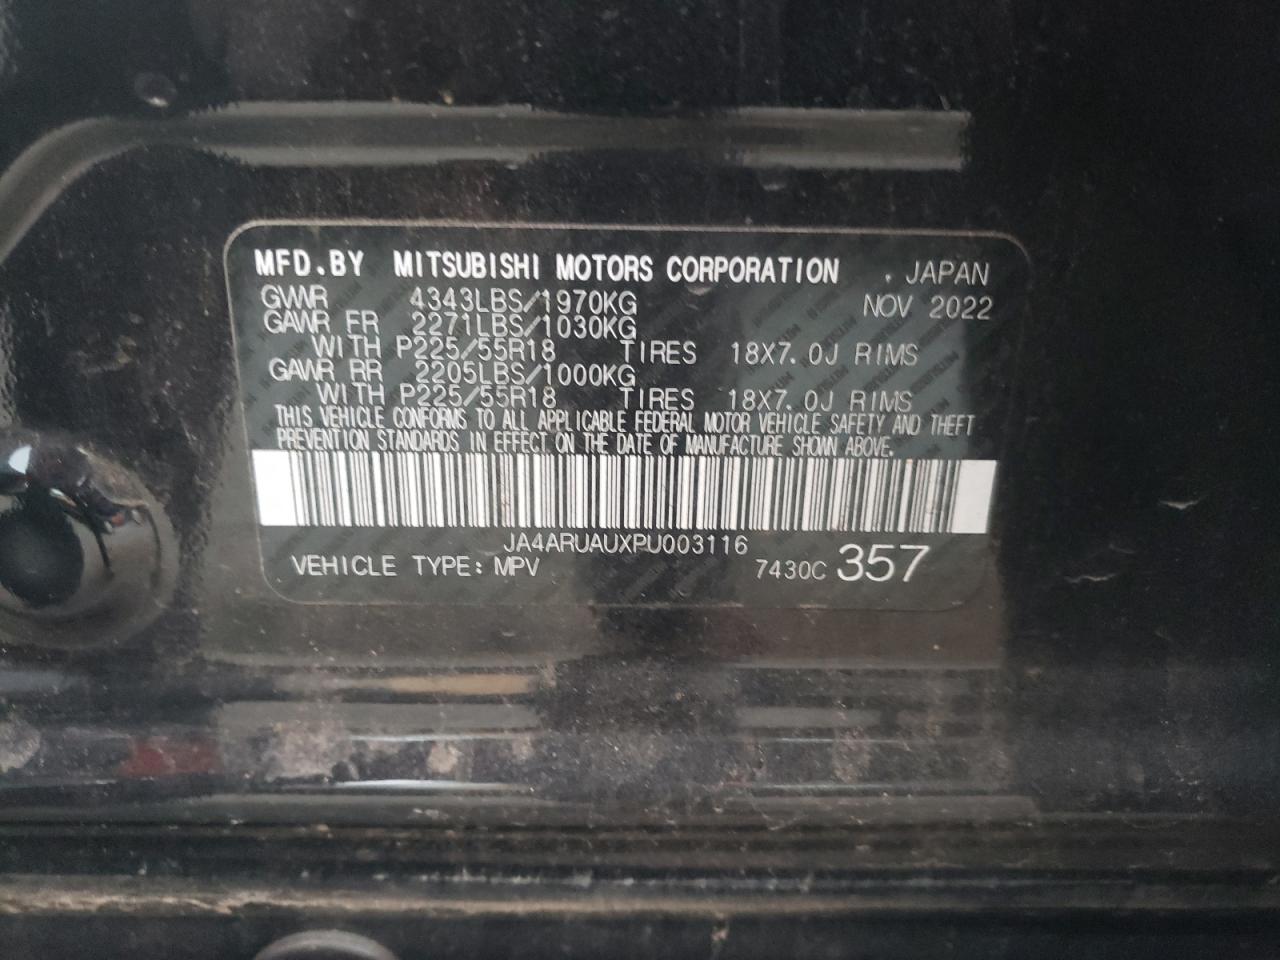 MFD.BY MITSUBISHI MOTORS CORPORATION . JAPAN
GVWR 4343LBS/1970KG NOV 2022
GAWR FR 2271LBS/1030KG
WITH P225/55R18 TIRES 18X7.0J RIMS
GAWR RR 2205LBS/1000KG
WITH P225/55R18 TIRES 18X7.0J RIMS
THIS VEHICLE CONFORMS TO ALL APPLICABLE FEDERAL MOTOR VEHICLE SAFETY AND THEFT
PREVENTION STANDARDS IN EFFECT ON THE DATE OF MANUFACTURE SHOWN ABOVE.
JA4ARUAUXPU003116
VEHICLE TYPE: MPV 7430C 357